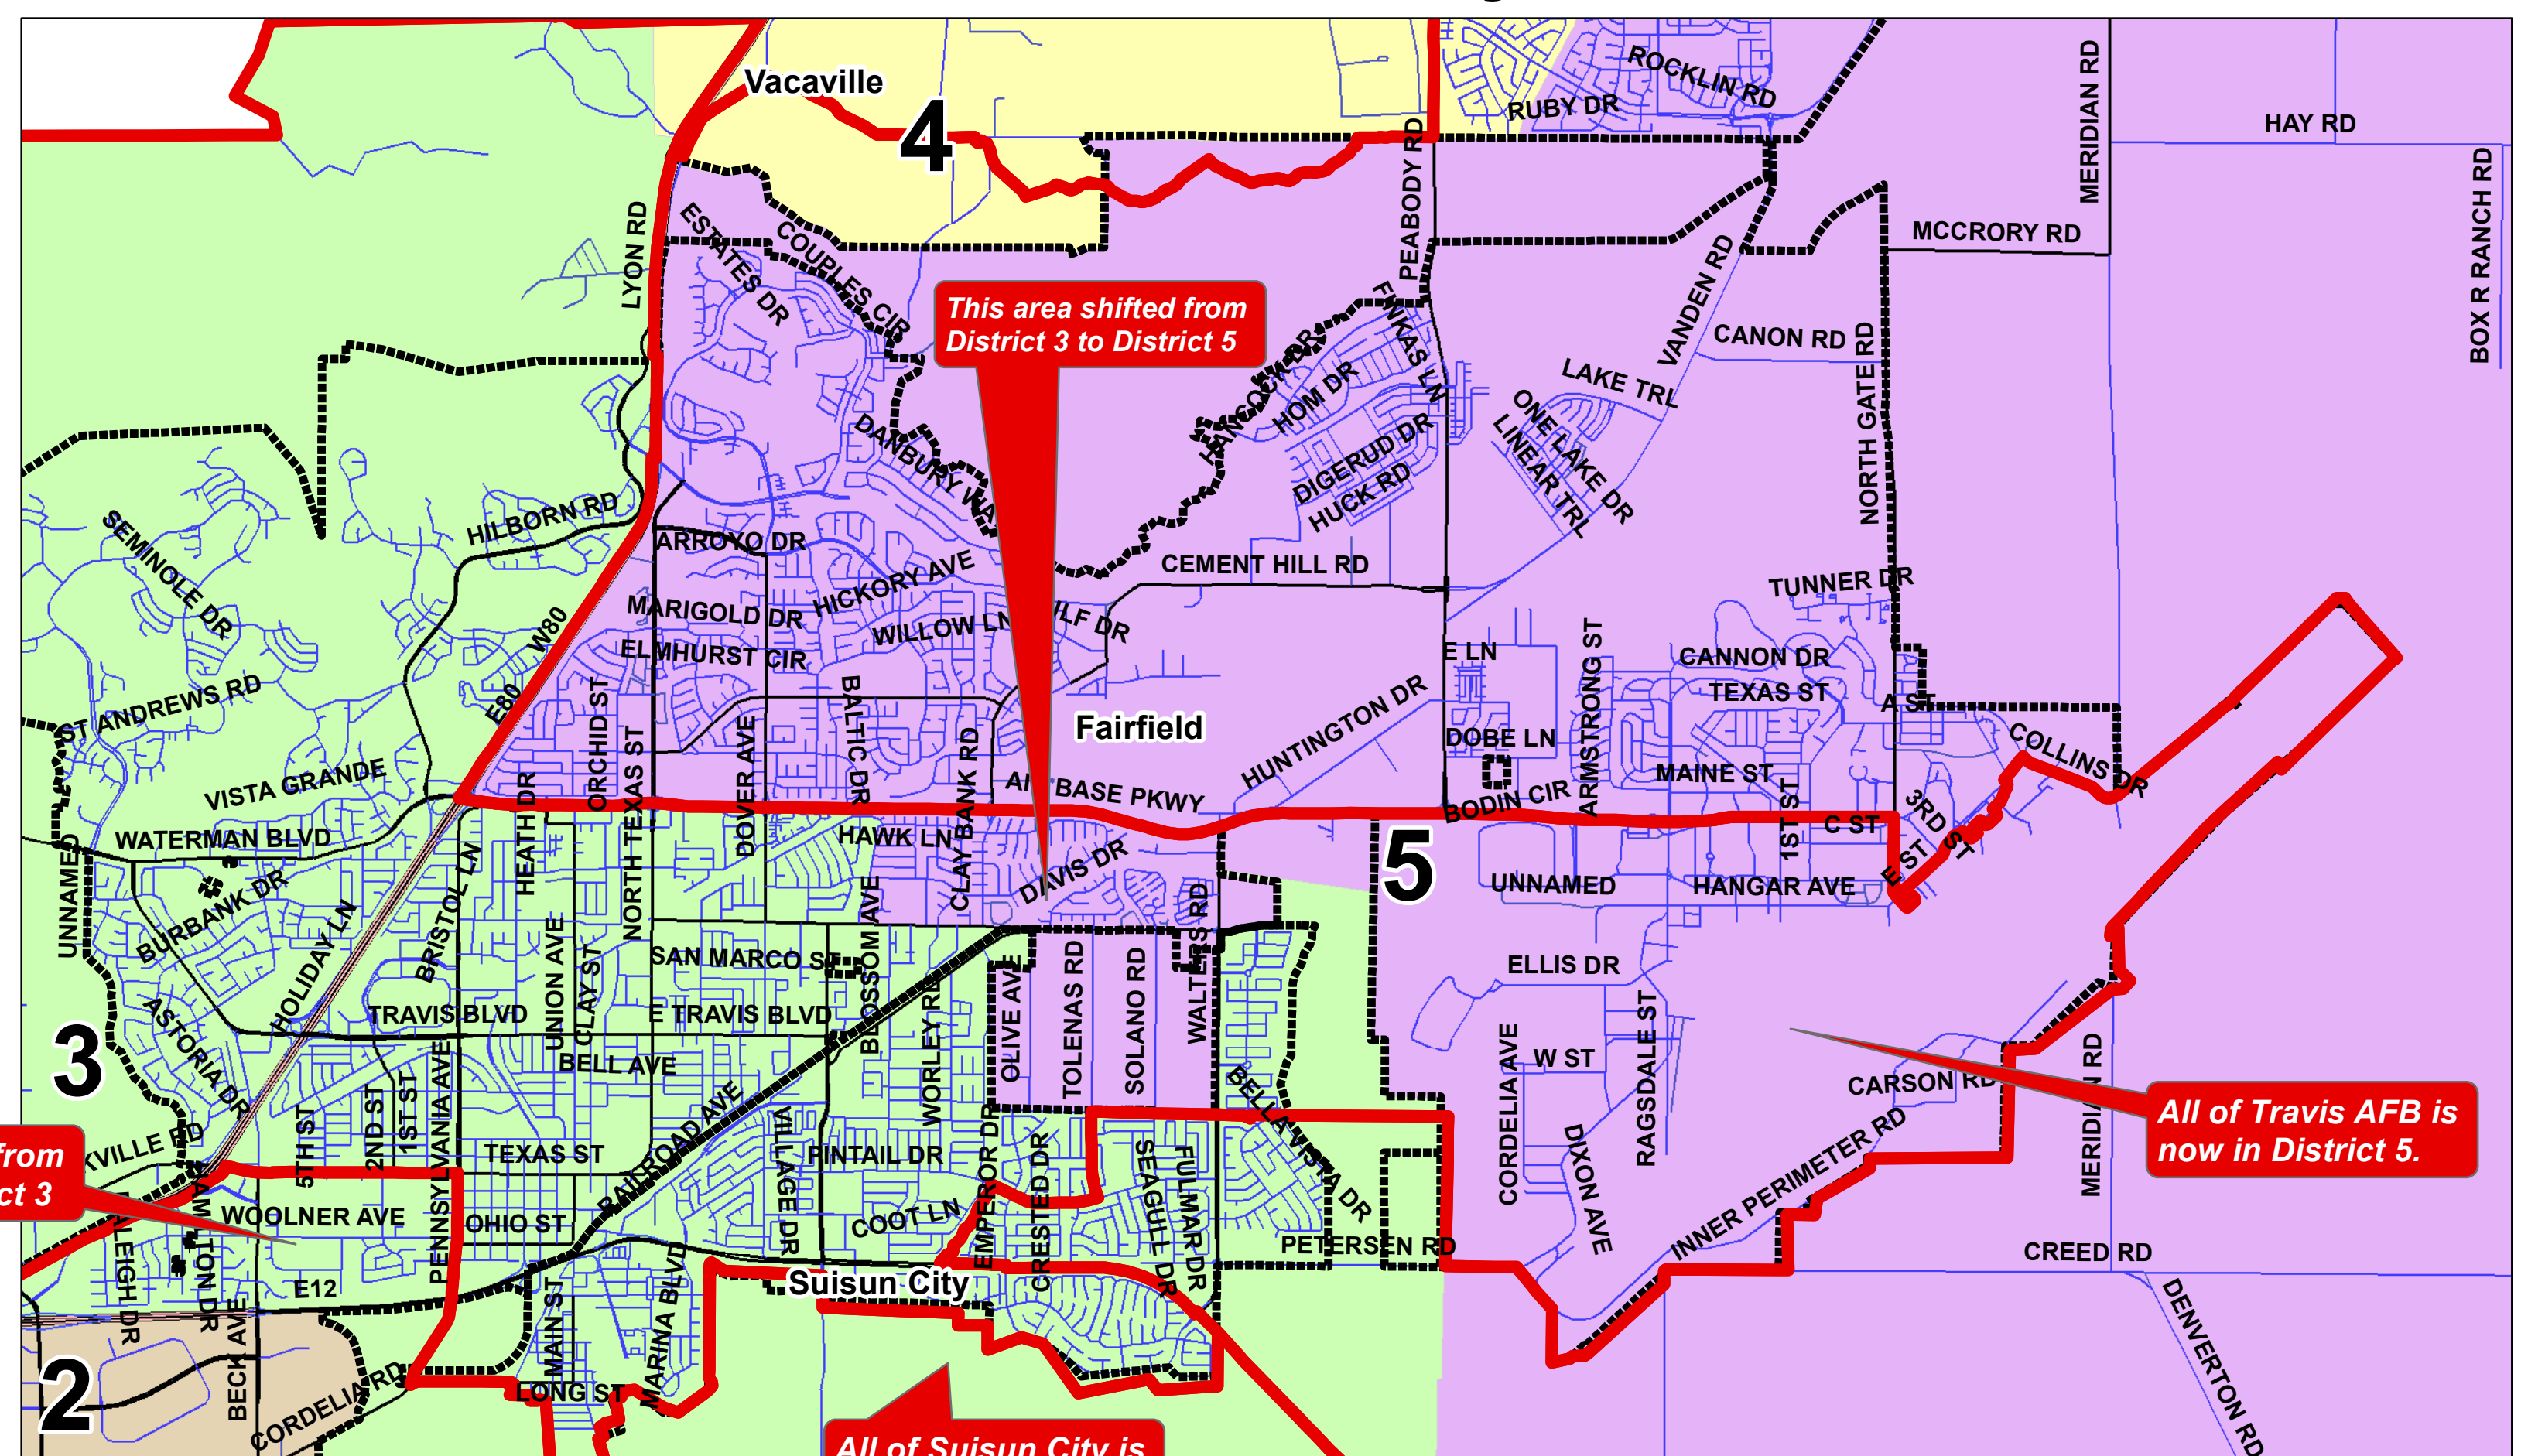 Vacaville
4
ROCKLIN RD
RUBY DR
PEABODY RD
MERIDIAN RD
HAY RD
BOX R RANCH RD
MCCRORY RD
LYON RD
ESTATES DR
COUPLES CIR
This area shifted from
District 3 to District 5
VANDEN RD
CANON RD
NORTH GATE RD
LAKE TRL
ONE LAKE DR
LINEAR TRL
HANCOCK DR
HOM DR
DIGERUD DR
HUCK RD
DANBURY
HILBORN RD
SEMINOLE DR
ARROYO DR
HICKORY AVE
MARIGOLD DR
WILLOW LN
DR
ELMHURST CIR
CEMENT HILL RD
TUNNER DR
W80
E80
ST ANDREWS RD
ORCHID ST
NORTH TEXAS ST
BALTIC DR
DOVER AVE
CLAY BANK RD
Fairfield
HUNTINGTON DR
E LN
DOBE LN
ARMSTRONG ST
CANNON DR
TEXAS ST
A ST
MAINE ST
COLLINS DR
VISTA GRANDE
HEATH DR
BASE PKWY
BODIN CIR
1ST ST
C ST
3RD ST
E ST
WATERMAN BLVD
HAWK LN
DAVIS DR
5
UNNAMED
HANGAR AVE
UNNAMED
BURBANK DR
HOLIDAY LN
BRISTOL LN
UNION AVE
CLAY ST
SAN MARCO ST
BLOSSOM AVE
WALTERS RD
ELLIS DR
ASTORIA DR
TRAVIS BLVD
E TRAVIS BLVD
WORLEY RD
OLIVE AVE
TOLENAS RD
SOLANO RD
3
BELL AVE
W ST
CORDELIA AVE
RAGSDALE ST
CARSON RD
MERIDIAN RD
All of Travis AFB is
now in District 5.
5TH ST
2ND ST
1ST ST
PENNSYLVANIA AVE
TEXAS ST
RAILROAD AVE
VILLAGE DR
PINTAIL DR
EMPEROR DR
CRESTED DR
SEAGULL DR
FULMAR DR
BELLA VISTA DR
DIXON AVE
INNER PERIMETER RD
from
ct 3
WOOLNER AVE
OHIO ST
COOT LN
PETERSEN RD
CREED RD
HAMILTON DR
E12
Suisun City
DENVERTON RD
2
BECK AVE
CORDELIA RD
MAIN ST
MARINA BLVD
LONG ST
All of Suisun City is